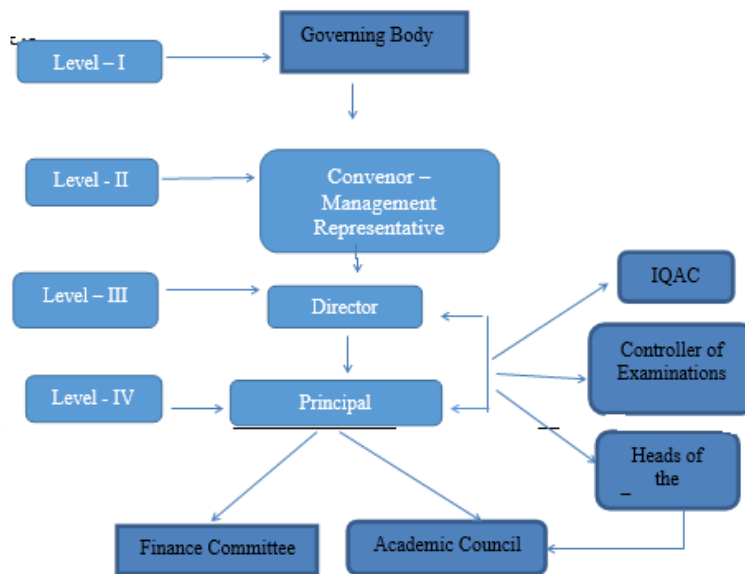 Governing Body
Level – I
Level - II
Convenor –
Management
Representative
IQAC
Level – III
Director
Controller of
Examinations
Level - IV
Principal
Heads of
the
Finance Committee
Academic Council